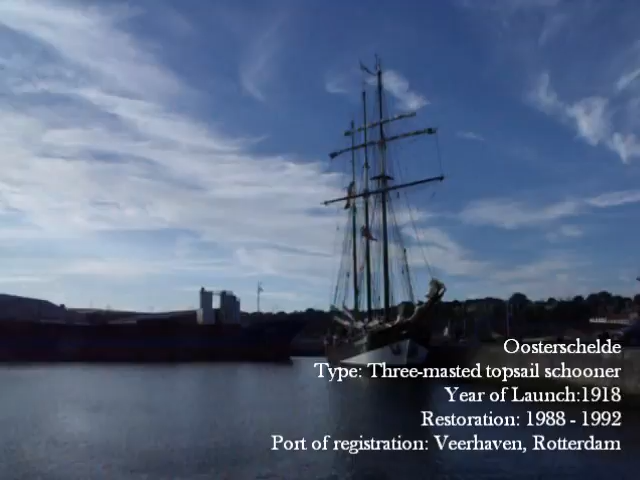 Oosterschelde
Type: Three-masted topsail schooner
Year of Launch:1918
Restoration: 1988 - 1992
Port of registration: Veerhaven, Rotterdam